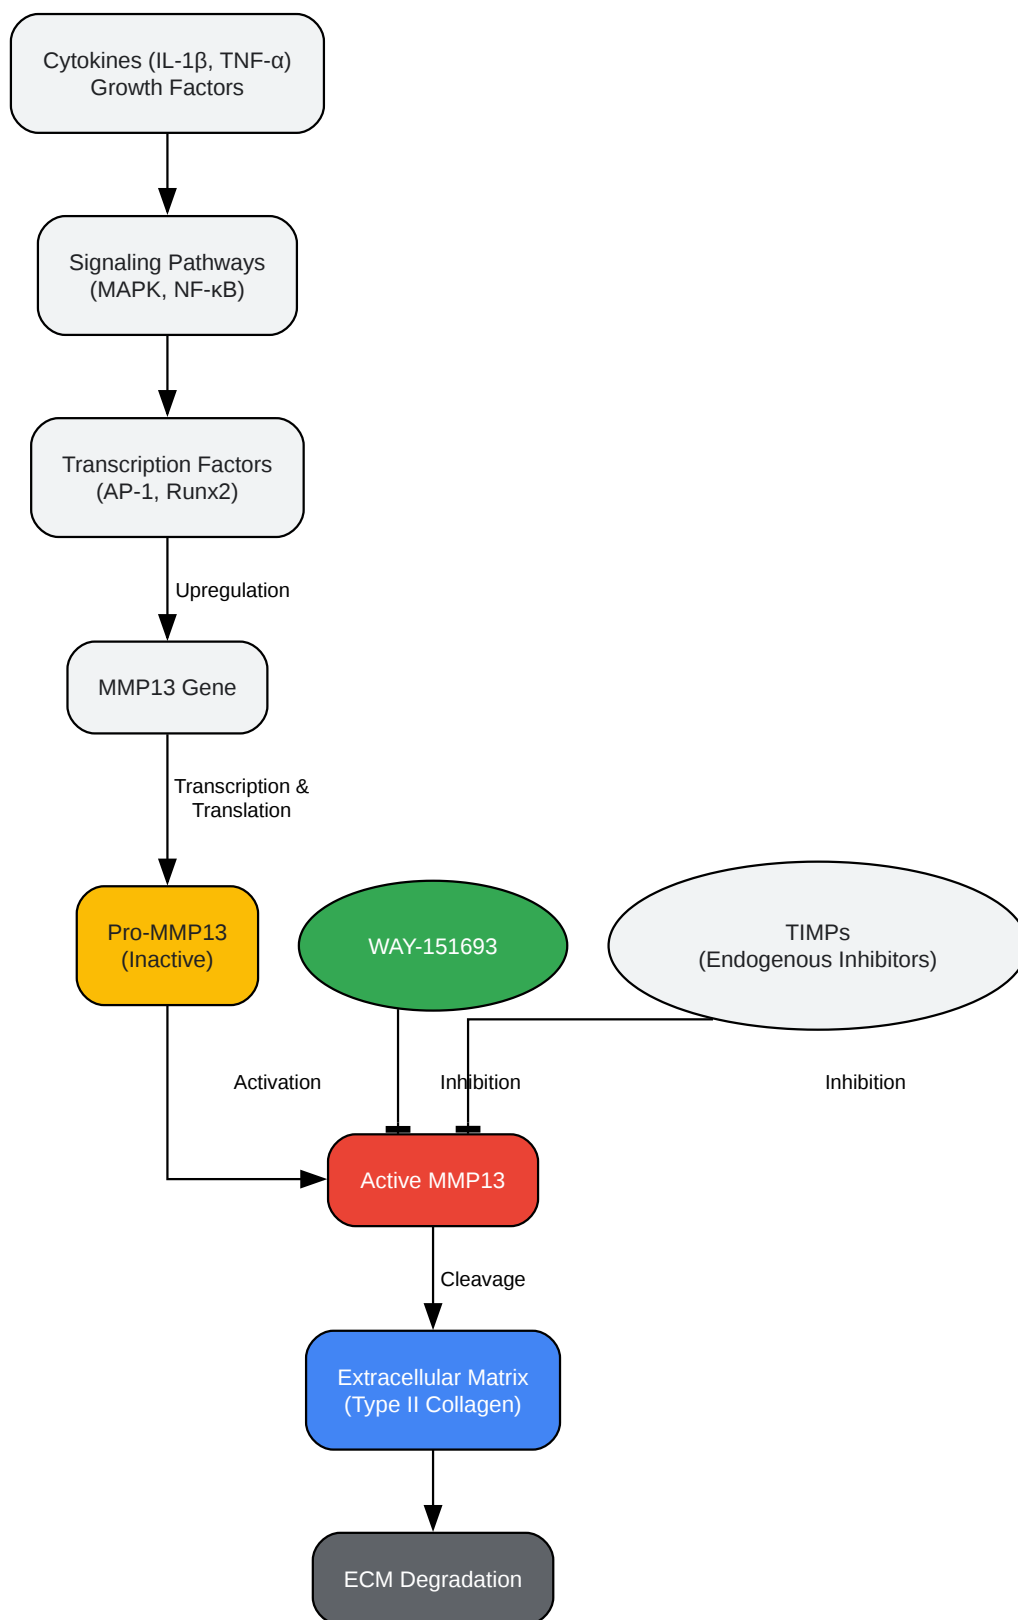 Cytokines (IL-1β, TNF-α)
Growth Factors
Signaling Pathways
(MAPK, NF-κB)
Transcription Factors
(AP-1, Runx2)
Upregulation
MMP13 Gene
Transcription &
Translation
Pro-MMP13
(Inactive)
WAY-151693
TIMPs
(Endogenous Inhibitors)
Activation
Inhibition
Inhibition
Active MMP13
Cleavage
Extracellular Matrix
(Type II Collagen)
ECM Degradation